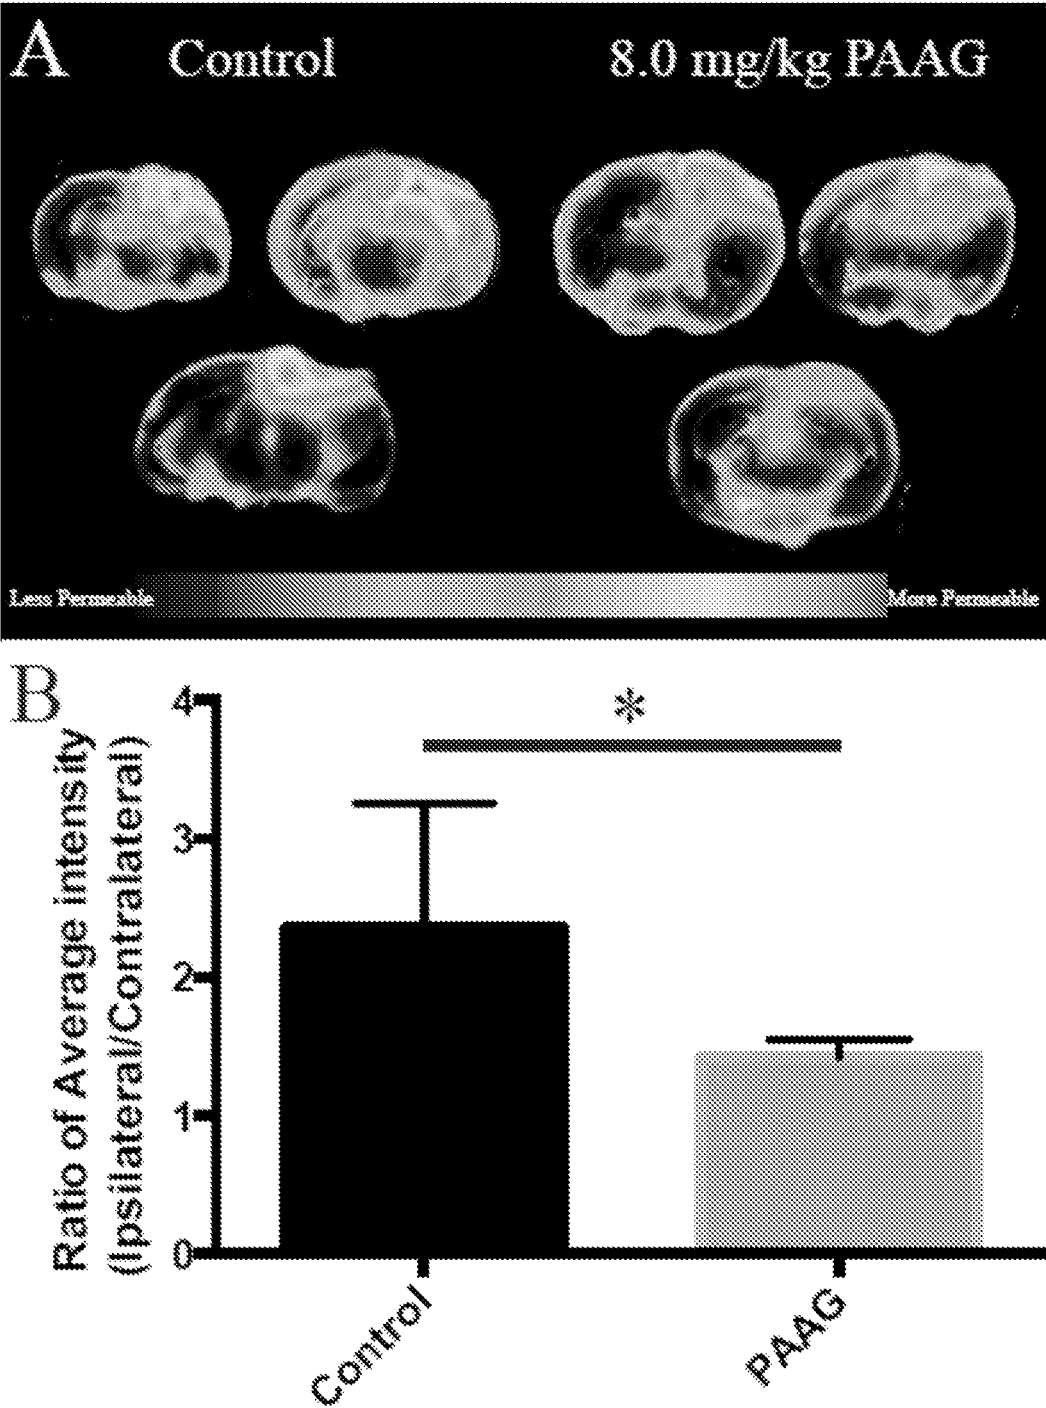 A
Control
8.0 mg/kg PAAG
Less Permeable
More Permeable
B
*
Ratio of Average intensity
(Ipsilateral/Contralateral)
4
3
2
1
0
Control
PAAG